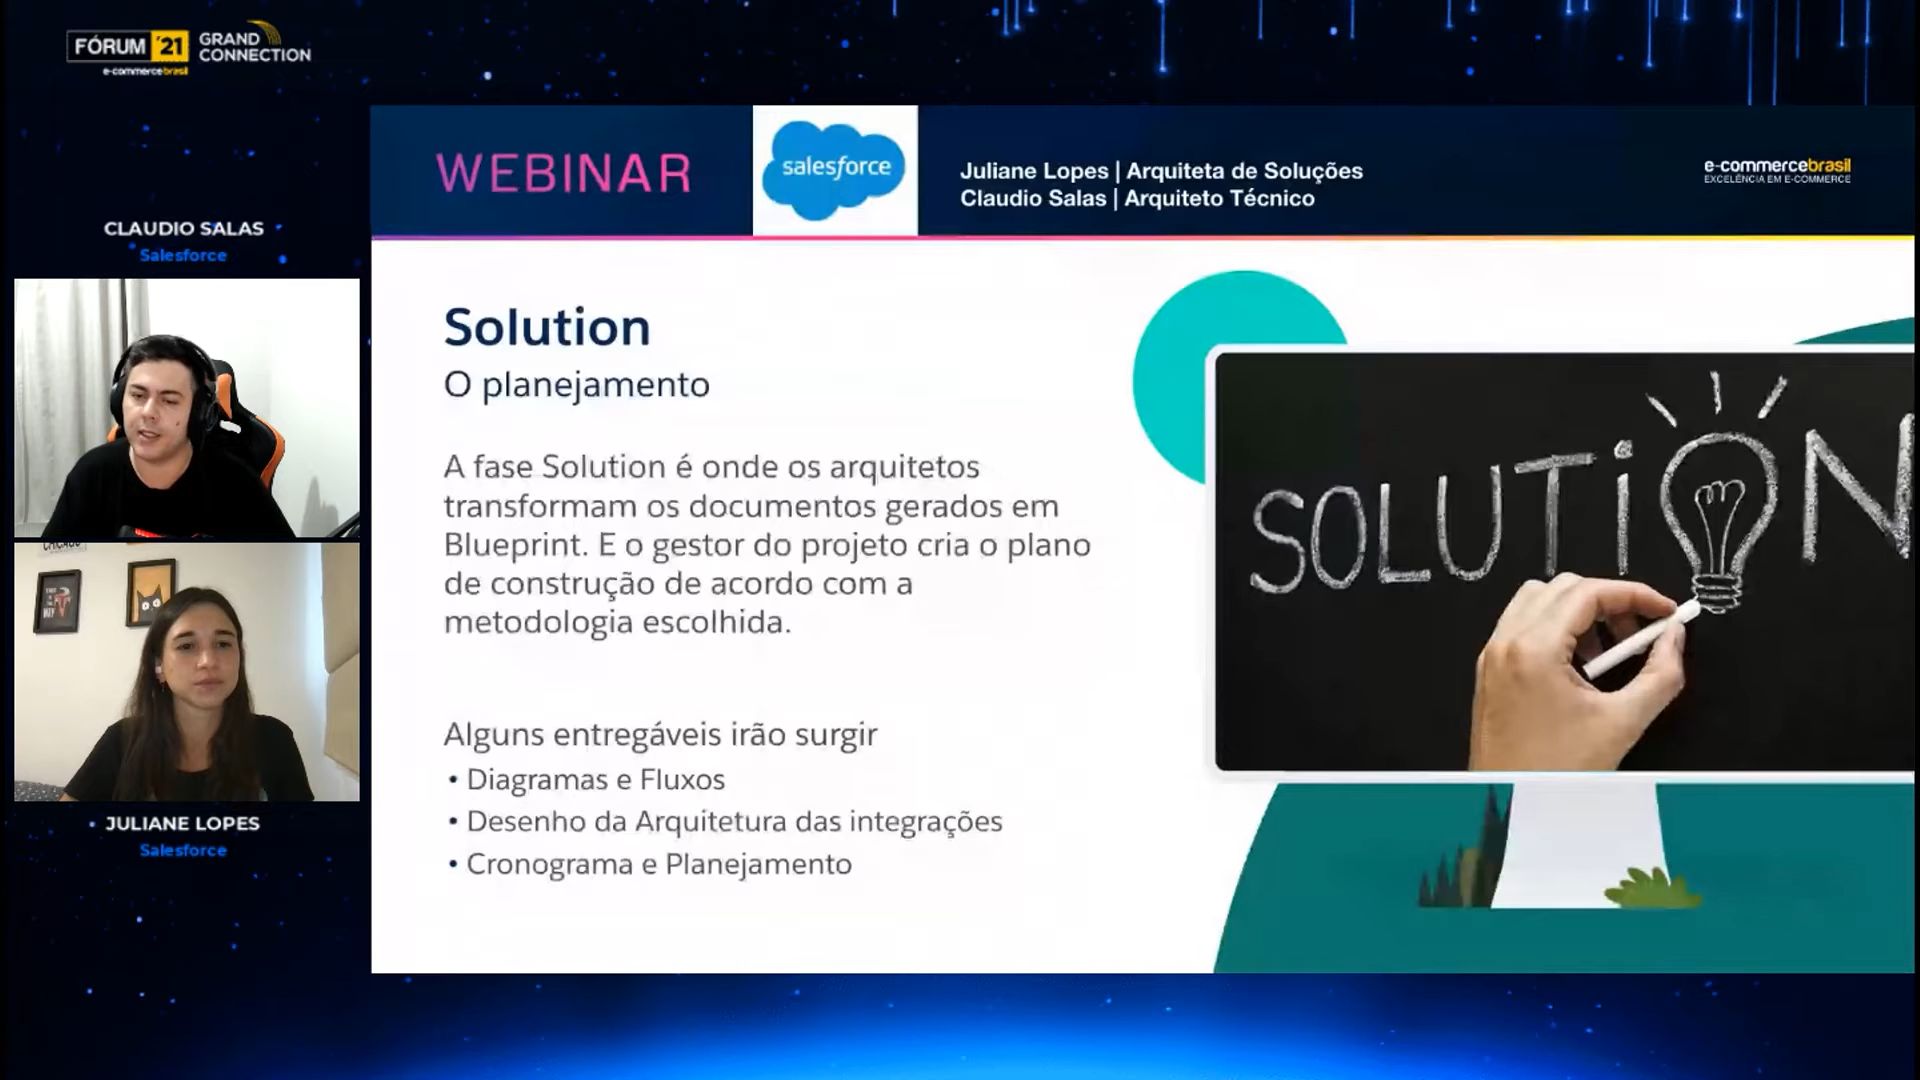 FÓRUM '21 GRAND
CONNECTION
e-commercebrasil
WEBINAR
salesforce
Juliane Lopes | Arquiteta de Soluções
Claudio Salas | Arquiteto Técnico
e-commercebrasil
EXCELÊNCIA EM E-COMMERCE
CLAUDIO SALAS
Salesforce
JULIANE LOPES
Salesforce
Solution
O planejamento
A fase Solution é onde os arquitetos
transformam os documentos gerados em
Blueprint. E o gestor do projeto cria o plano
de construção de acordo com a
metodologia escolhida.
Alguns entregáveis irão surgir
• Diagramas e Fluxos
• Desenho da Arquitetura das integrações
• Cronograma e Planejamento
SOLUTiON